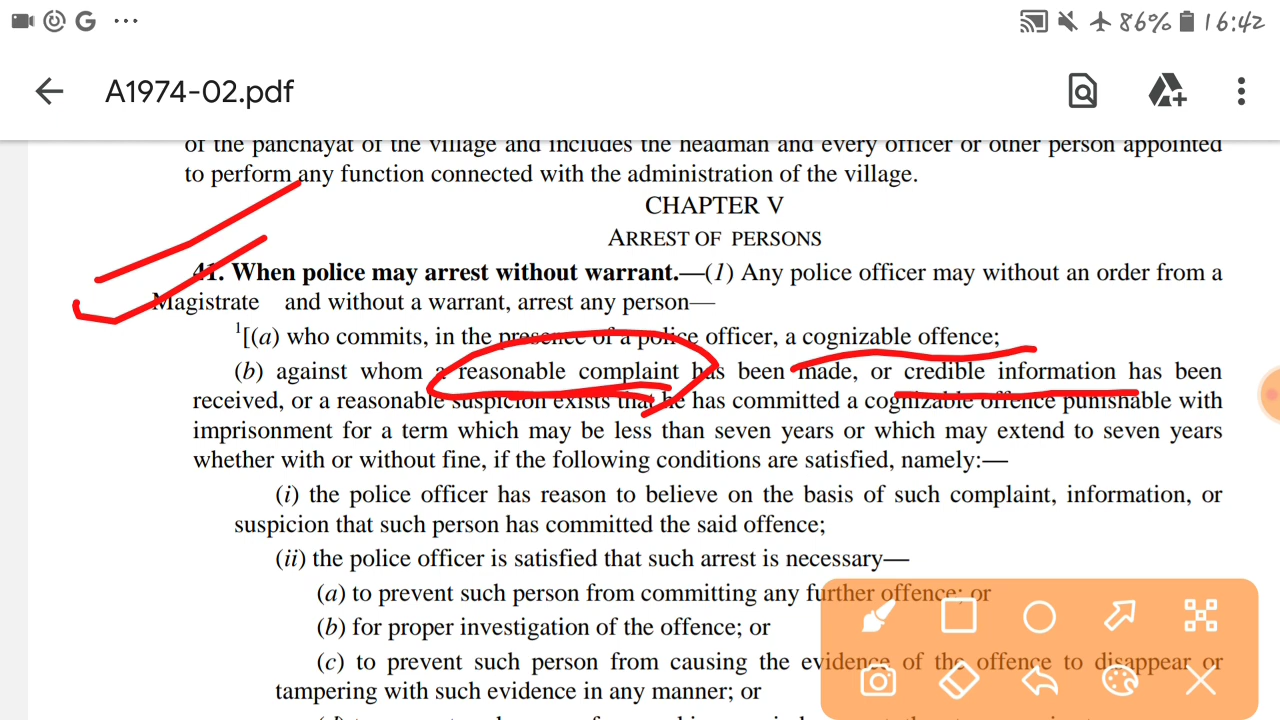 86% 16:42
A1974-02.pdf
of the panchayat of the village and includes the headman and every officer or other person appointed
to perform any function connected with the administration of the village.
CHAPTER V
ARREST OF PERSONS
41. When police may arrest without warrant.—(1) Any police officer may without an order from a
Magistrate and without a warrant, arrest any person—
1[(a) who commits, in the presence of a police officer, a cognizable offence;
(b) against whom a reasonable complaint has been made, or credible information has been
received, or a reasonable suspicion exists that he has committed a cognizable offence punishable with
imprisonment for a term which may be less than seven years or which may extend to seven years
whether with or without fine, if the following conditions are satisfied, namely:—
(i) the police officer has reason to believe on the basis of such complaint, information, or
suspicion that such person has committed the said offence;
(ii) the police officer is satisfied that such arrest is necessary—
(a) to prevent such person from committing any further offence; or
(b) for proper investigation of the offence; or
(c) to prevent such person from causing the evidence of the offence to disappear or
tampering with such evidence in any manner; or